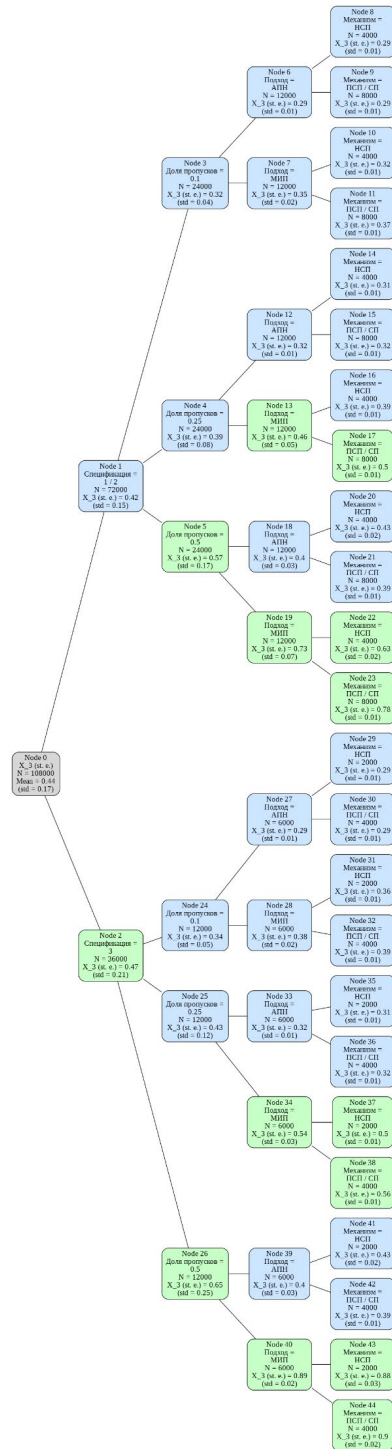 Node 8
Механизм =
НСП
N = 4000
X_3 (st. e.) = 0.29
(std = 0.01)
Node 6
Подход =
АПН
N = 12000
X_3 (st. e.) = 0.29
(std = 0.01)
Node 9
Механизм =
ПСП / СП
N = 8000
X_3 (st. e.) = 0.29
(std = 0.01)
Node 3
Доля пропусков =
0.1
N = 24000
X_3 (st. e.) = 0.32
(std = 0.04)
Node 10
Механизм =
НСП
N = 4000
X_3 (st. e.) = 0.32
(std = 0.01)
Node 7
Подход =
МИП
N = 12000
X_3 (st. e.) = 0.35
(std = 0.02)
Node 11
Механизм =
ПСП / СП
N = 8000
X_3 (st. e.) = 0.37
(std = 0.01)
Node 14
Механизм =
НСП
N = 4000
X_3 (st. e.) = 0.31
(std = 0.01)
Node 12
Подход =
АПН
N = 12000
X_3 (st. e.) = 0.32
(std = 0.01)
Node 15
Механизм =
ПСП / СП
N = 8000
X_3 (st. e.) = 0.32
(std = 0.01)
Node 4
Доля пропусков =
0.25
N = 24000
X_3 (st. e.) = 0.39
(std = 0.08)
Node 16
Механизм =
НСП
N = 4000
X_3 (st. e.) = 0.39
(std = 0.01)
Node 13
Подход =
МИП
N = 12000
X_3 (st. e.) = 0.46
(std = 0.05)
Node 17
Механизм =
ПСП / СП
N = 8000
X_3 (st. e.) = 0.5
(std = 0.01)
Node 1
Спецификация =
1 / 2
N = 72000
X_3 (st. e.) = 0.42
(std = 0.15)
Node 20
Механизм =
НСП
N = 4000
X_3 (st. e.) = 0.43
(std = 0.02)
Node 5
Доля пропусков =
0.5
N = 24000
X_3 (st. e.) = 0.57
(std = 0.17)
Node 18
Подход =
АПН
N = 12000
X_3 (st. e.) = 0.4
(std = 0.03)
Node 21
Механизм =
ПСП / СП
N = 8000
X_3 (st. e.) = 0.39
(std = 0.01)
Node 19
Подход =
МИП
N = 12000
X_3 (st. e.) = 0.73
(std = 0.07)
Node 22
Механизм =
НСП
N = 4000
X_3 (st. e.) = 0.63
(std = 0.02)
Node 23
Механизм =
ПСП / СП
N = 8000
X_3 (st. e.) = 0.78
(std = 0.01)
Node 0
X_3 (st. e.)
N = 108000
Mean = 0.44
(std = 0.17)
Node 29
Механизм =
НСП
N = 2000
X_3 (st. e.) = 0.29
(std = 0.01)
Node 27
Подход =
АПН
N = 6000
X_3 (st. e.) = 0.29
(std = 0.01)
Node 30
Механизм =
ПСП / СП
N = 4000
X_3 (st. e.) = 0.29
(std = 0.01)
Node 24
Доля пропусков =
0.1
N = 12000
X_3 (st. e.) = 0.34
(std = 0.05)
Node 31
Механизм =
НСП
N = 2000
X_3 (st. e.) = 0.36
(std = 0.01)
Node 28
Подход =
МИП
N = 6000
X_3 (st. e.) = 0.38
(std = 0.02)
Node 32
Механизм =
ПСП / СП
N = 4000
X_3 (st. e.) = 0.39
(std = 0.01)
Node 2
Спецификация =
3
N = 36000
X_3 (st. e.) = 0.47
(std = 0.21)
Node 25
Доля пропусков =
0.25
N = 12000
X_3 (st. e.) = 0.43
(std = 0.12)
Node 33
Подход =
АПН
N = 6000
X_3 (st. e.) = 0.32
(std = 0.01)
Node 35
Механизм =
НСП
N = 2000
X_3 (st. e.) = 0.31
(std = 0.01)
Node 36
Механизм =
ПСП / СП
N = 4000
X_3 (st. e.) = 0.32
(std = 0.01)
Node 34
Подход =
МИП
N = 6000
X_3 (st. e.) = 0.54
(std = 0.03)
Node 37
Механизм =
НСП
N = 2000
X_3 (st. e.) = 0.5
(std = 0.01)
Node 38
Механизм =
ПСП / СП
N = 4000
X_3 (st. e.) = 0.56
(std = 0.01)
Node 26
Доля пропусков =
0.5
N = 12000
X_3 (st. e.) = 0.65
(std = 0.25)
Node 39
Подход =
АПН
N = 6000
X_3 (st. e.) = 0.4
(std = 0.03)
Node 41
Механизм =
НСП
N = 2000
X_3 (st. e.) = 0.43
(std = 0.02)
Node 42
Механизм =
ПСП / СП
N = 4000
X_3 (st. e.) = 0.39
(std = 0.01)
Node 40
Подход =
МИП
N = 6000
X_3 (st. e.) = 0.89
(std = 0.02)
Node 43
Механизм =
НСП
N = 2000
X_3 (st. e.) = 0.88
(std = 0.03)
Node 44
Механизм =
ПСП / СП
N = 4000
X_3 (st. e.) = 0.9
(std = 0.02)